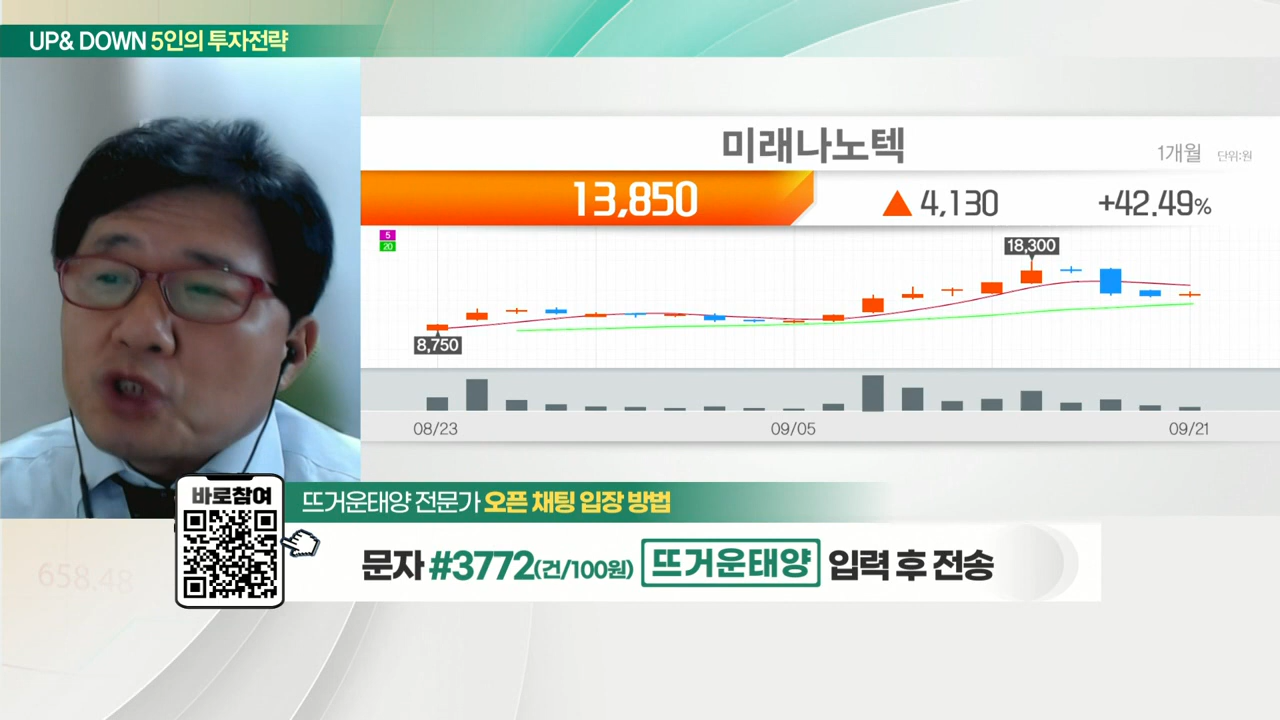 UP& DOWN 5인의 투자전략
미래나노텍
1개월 단위:원
13,850 ▲ 4,130 +42.49%
5
20
18,300
8,750
08/23 09/05 09/21
바로참여
뜨거운태양 전문가 오픈 채팅 입장 방법
문자 #3772(건/100원) 뜨거운태양 입력 후 전송
658.48